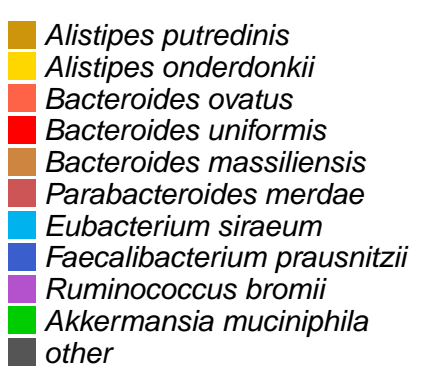 Alistipes putredinis
Alistipes onderdonkii
Bacteroides ovatus
Bacteroides uniformis
Bacteroides massiliensis
Parabacteroides merdae
Eubacterium siraeum
Faecalibacterium prausnitzii
Ruminococcus bromii
Akkermansia muciniphila
other